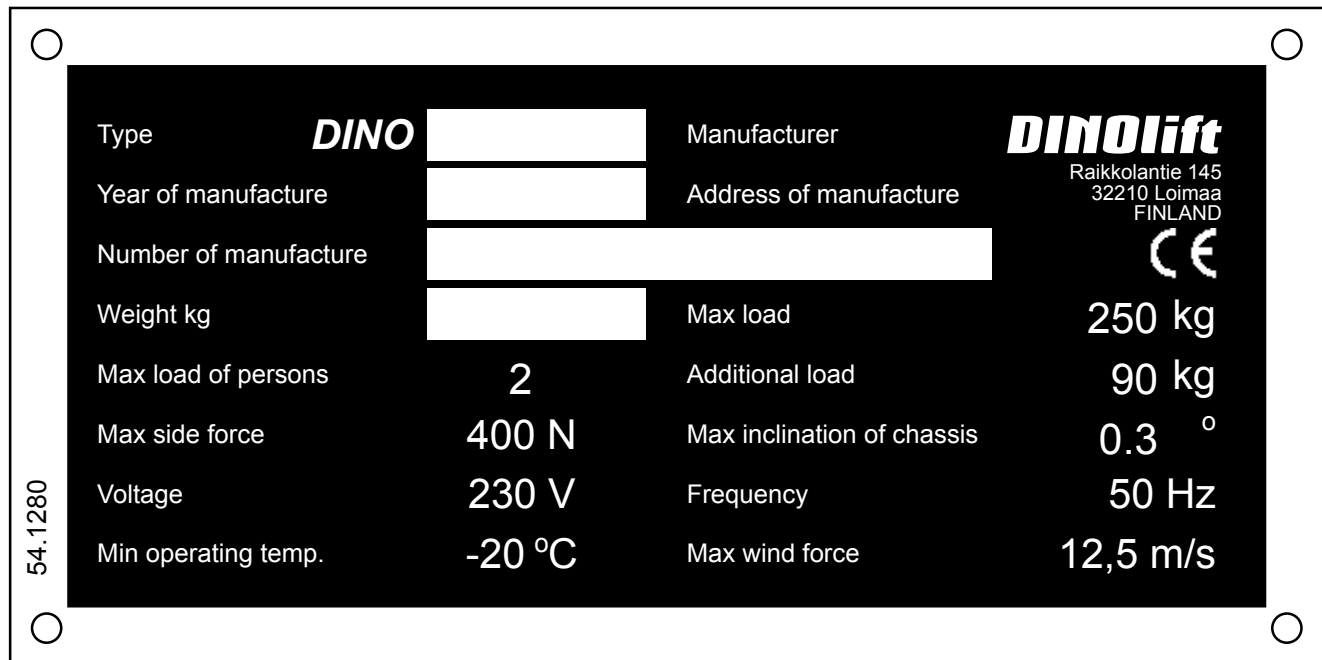 Type DINO Manufacturer DINOlift
Raikkolantie 145
Year of manufacture Address of manufacture 32210 Loimaa
FINLAND
Number of manufacture CE
Weight kg Max load 250 kg
Max load of persons 2 Additional load 90 kg
Max side force 400 N Max inclination of chassis 0.3 º
Voltage 230 V Frequency 50 Hz
Min operating temp. -20 ºC Max wind force 12,5 m/s
54.1280